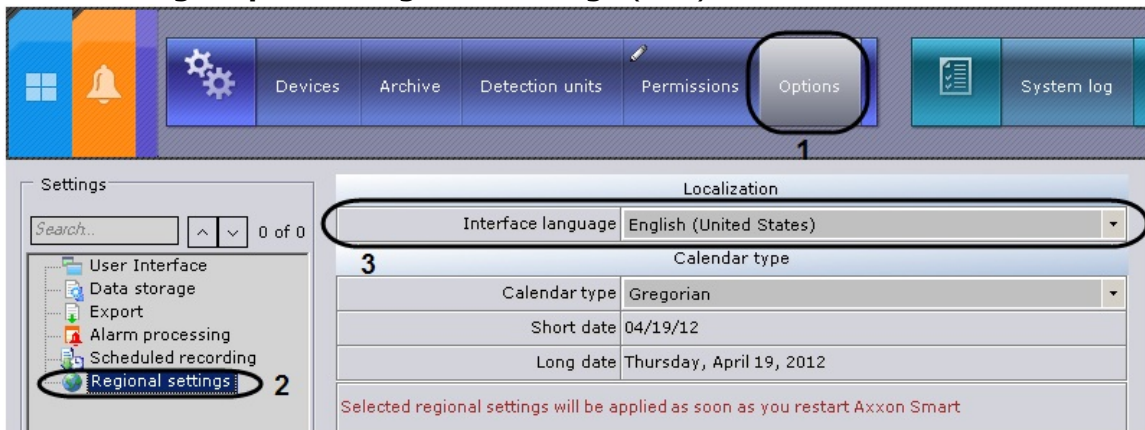 Devices Archive Detection units Permissions Options System log
1
Settings
Search... 0 of 0
User Interface
Data storage
Export
Alarm processing
Scheduled recording
Regional settings 2
Localization
Interface language English (United States)
3 Calendar type
Calendar type Gregorian
Short date 04/19/12
Long date Thursday, April 19, 2012
Selected regional settings will be applied as soon as you restart Axxon Smart